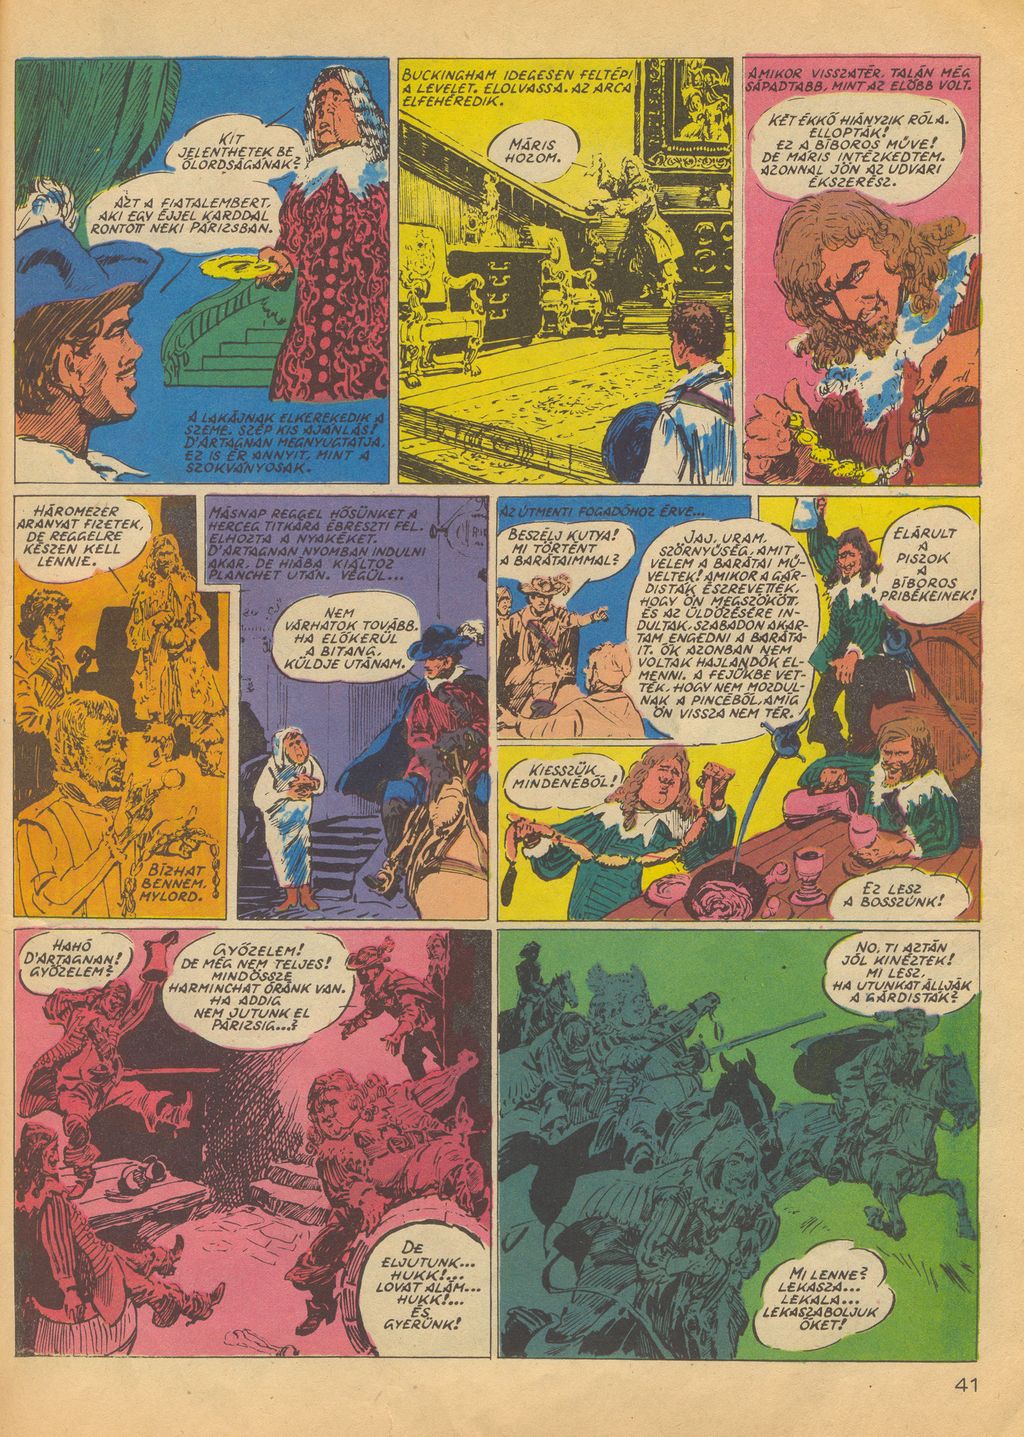 KIT
JELENTHETEK BE
ŐLORDSÁGÁNAK?
AZT A FIATALEMBERT,
AKI EGY ÉJJEL KARDDAL
RONTOTT NEKI PÁRIZSBAN.
A LAKÁJNAK ELKEREKEDIK A
SZEME. SZÉP KIS AJÁNLÁS!
D'ARTAGNAN MEGNYUGTATJA,
EZ IS ÉR ANNYIT, MINT A
SZOKVÁNYOSAK.
BUCKINGHAM IDEGESEN FELTÉPI
A LEVELET. ELOLVASSA. AZ ARCA
ELFEHÉREDIK.
MÁRIS
HOZOM.
AMIKOR VISSZATÉR, TALÁN MÉG
SÁPADTABB, MINT AZ ELŐBB VOLT.
KÉT ÉKKŐ HIÁNYZIK RÓLA.
ELLOPTÁK!
EZ A BÍBOROS MŰVE!
DE MÁRIS INTÉZKEDTEM.
AZONNAL JÖN AZ UDVARI
ÉKSZERÉSZ.
HÁROMEZER
ARANYAT FIZETEK,
DE REGGELRE
KÉSZEN KELL
LENNIE.
BÍZHAT
BENNEM,
MYLORD.
MÁSNAP REGGEL HŐSÜNKET A
HERCEG TITKÁRA ÉBRESZTI FEL.
ELHOZTA A NYAKÉKET.
D'ARTAGNAN NYOMBAN INDULNI
AKAR. DE HIÁBA KIÁLTOZ
PLANCHET UTÁN. VÉGÜL...
NEM
VÁRHATOK TOVÁBB.
HA ELŐKERÜL
A BITANG,
KÜLDJE UTÁNAM.
AZ ÚTMENTI FOGADÓHOZ ÉRVE...
BESZÉLJ KUTYA!
MI TÖRTÉNT
A BARÁTAIMMAL?
JAJ, URAM,
SZÖRNYŰSÉG, AMIT
VELEM A BARÁTAI MŰ-
VELTEK! AMIKOR A GÁR-
DISTÁK ÉSZREVETTÉK,
HOGY ÖN MEGSZÖKÖTT,
ÉS AZ ÜLDÖZÉSÉRE IN-
DULTAK, SZABADON AKAR-
TAM ENGEDNI A BARÁTA-
IT. ŐK AZONBAN NEM
VOLTAK HAJLANDÓK EL-
MENNI. A FEJÜKBE VET-
TÉK, HOGY NEM MOZDUL-
NAK A PINCÉBŐL, AMÍG
ÖN VISSZA NEM TÉR.
ELÁRULT
A
PISZOK
A
BÍBOROS
PRIBÉKEINEK!
KIESSZÜK
MINDENÉBŐL!
EZ LESZ
A BOSSZÚNK!
HAHÓ
D'ARTAGNAN!
GYŐZELEM?
GYŐZELEM!
DE MÉG NEM TELJES!
MINDÖSSZE
HARMINCHAT ÓRÁNK VAN.
HA ADDIG
NEM JUTUNK EL
PÁRIZSIG...?
DE
ELJUTUNK...
HUKK!...
LOVAT ALÁM...
HUKK!...
ÉS
GYERÜNK!
NO, TI AZTÁN
JÓL KINÉZTEK!
MI LESZ,
HA UTUNKAT ÁLLJÁK
A GÁRDISTÁK?
MI LENNE?
LEKASZA...
LEKALA...
LEKASZABOLJUK
ŐKET!
41